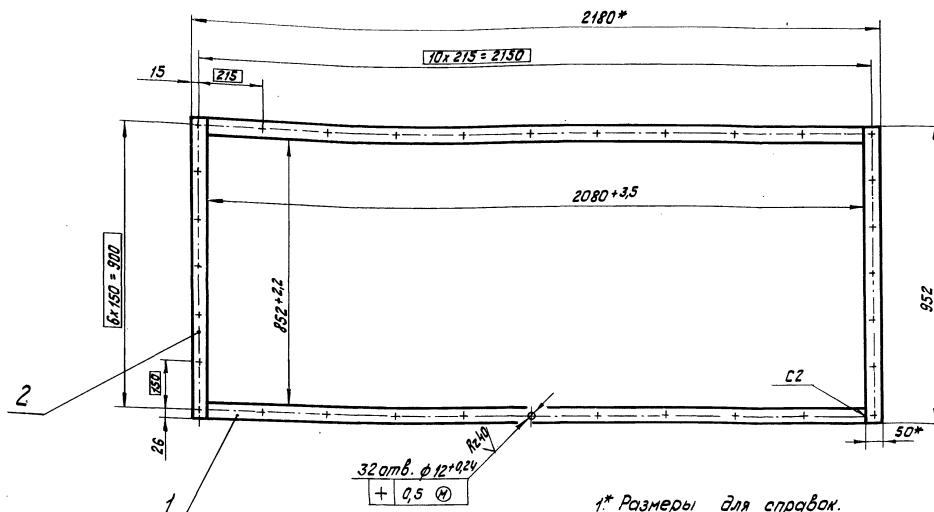 2180*
10x215=2150
15
215
2080+3,5
6x150=900
852+2,2
952
2
150
C2
26
50*
Rz40
32 отв. ϕ12+0,24
+ 0,5 Ⓜ
1
1.* Размеры для справок.